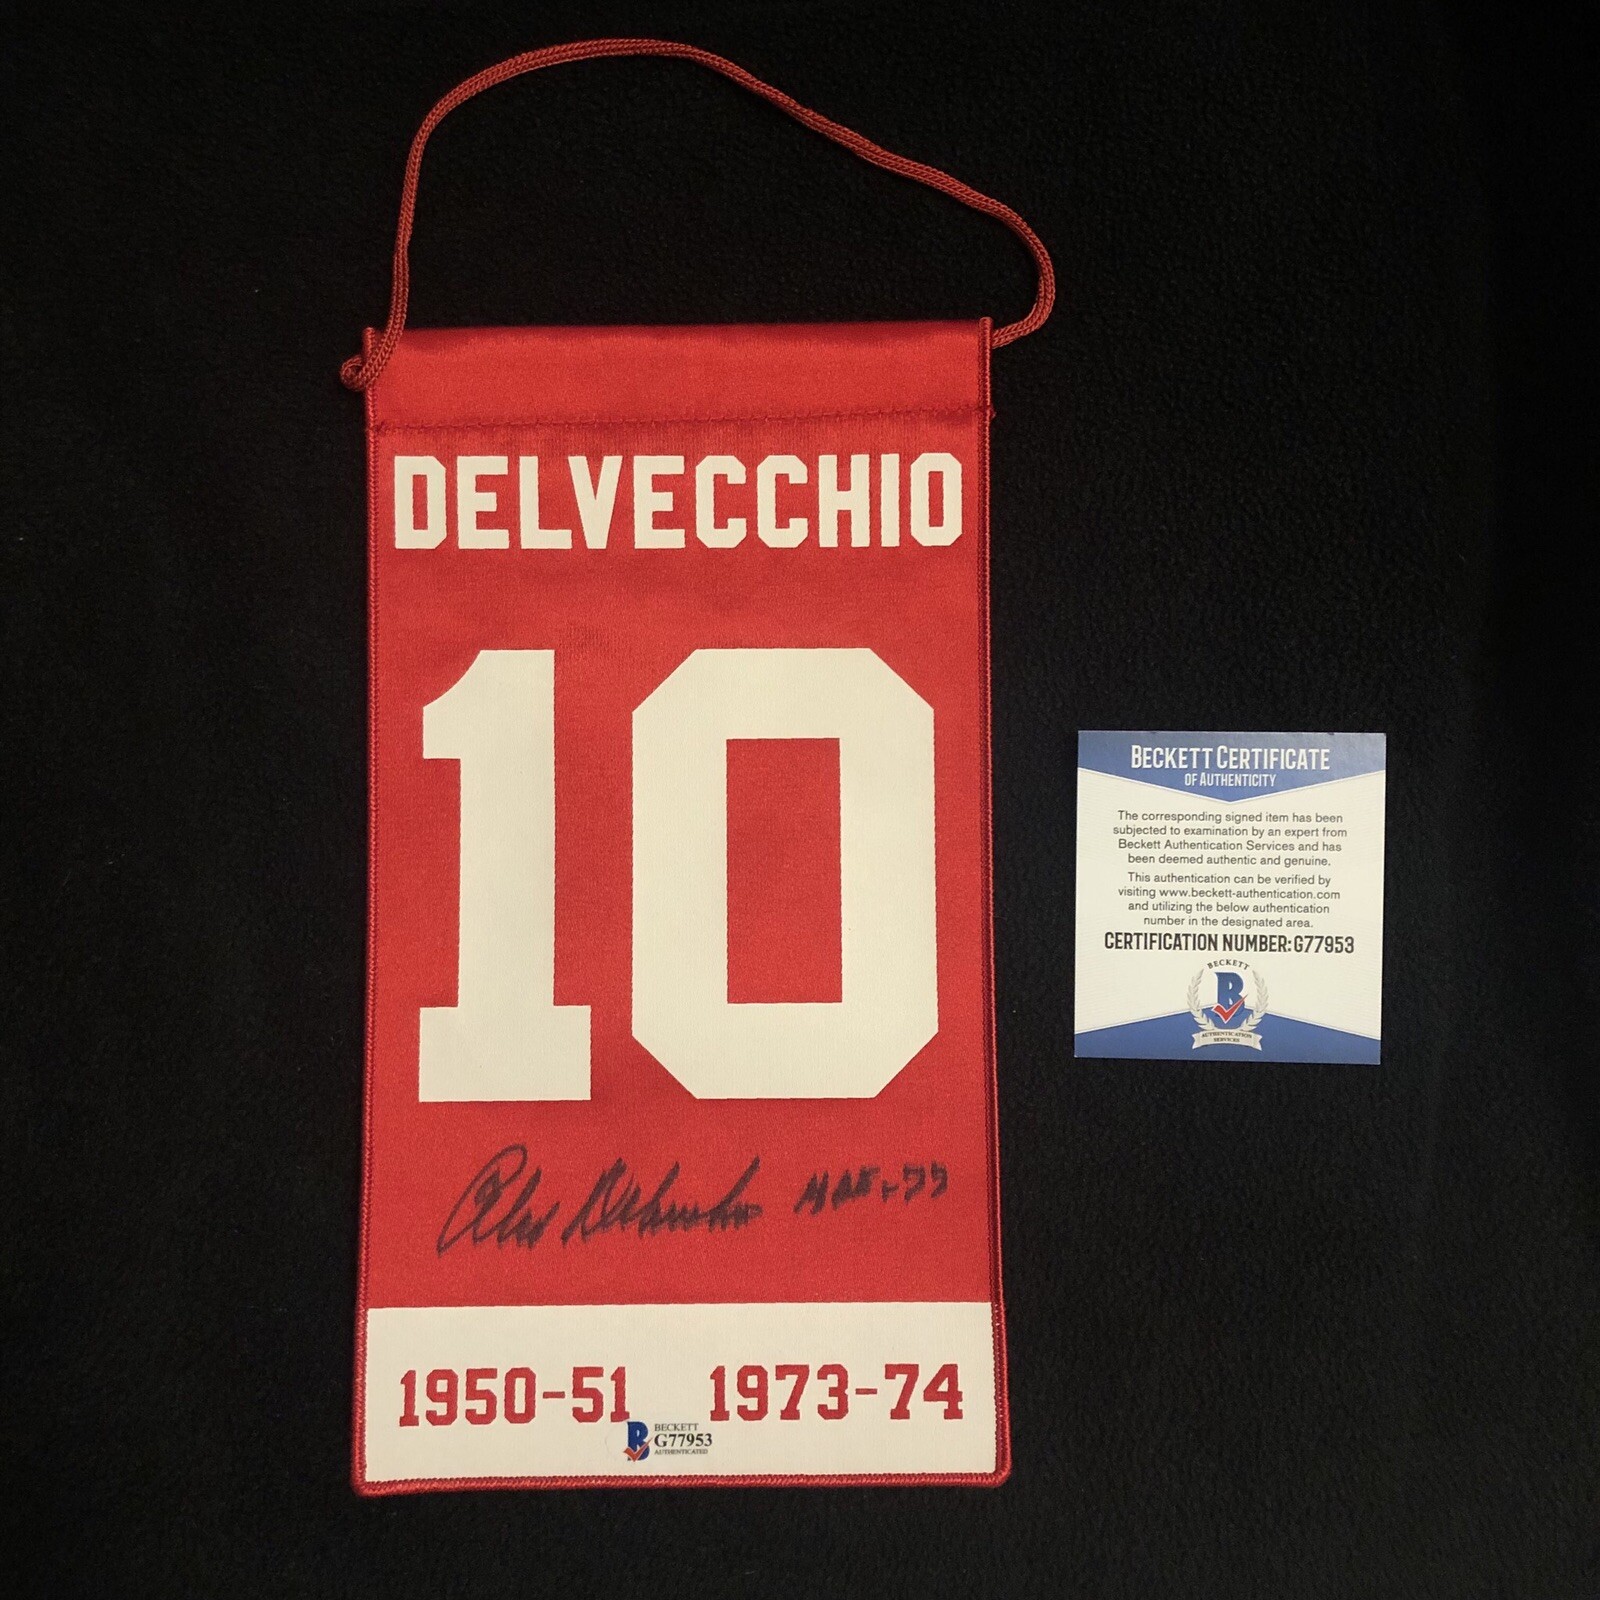 DELVECCHIO
10
Alex Delvecchio HOF-77
1950-51 1973-74
BECKETT
G77953
AUTHENTICATED
BECKETT CERTIFICATE
OF AUTHENTICITY
The corresponding signed item has been
subjected to examination by an expert from
Beckett Authentication Services and has
been deemed authentic and genuine.
This authentication can be verified by
visiting www.beckett-authentication.com
and utilizing the below authentication
number in the designated area.
CERTIFICATION NUMBER: G77953
BECKETT
B
AUTHENTICATION
SERVICES